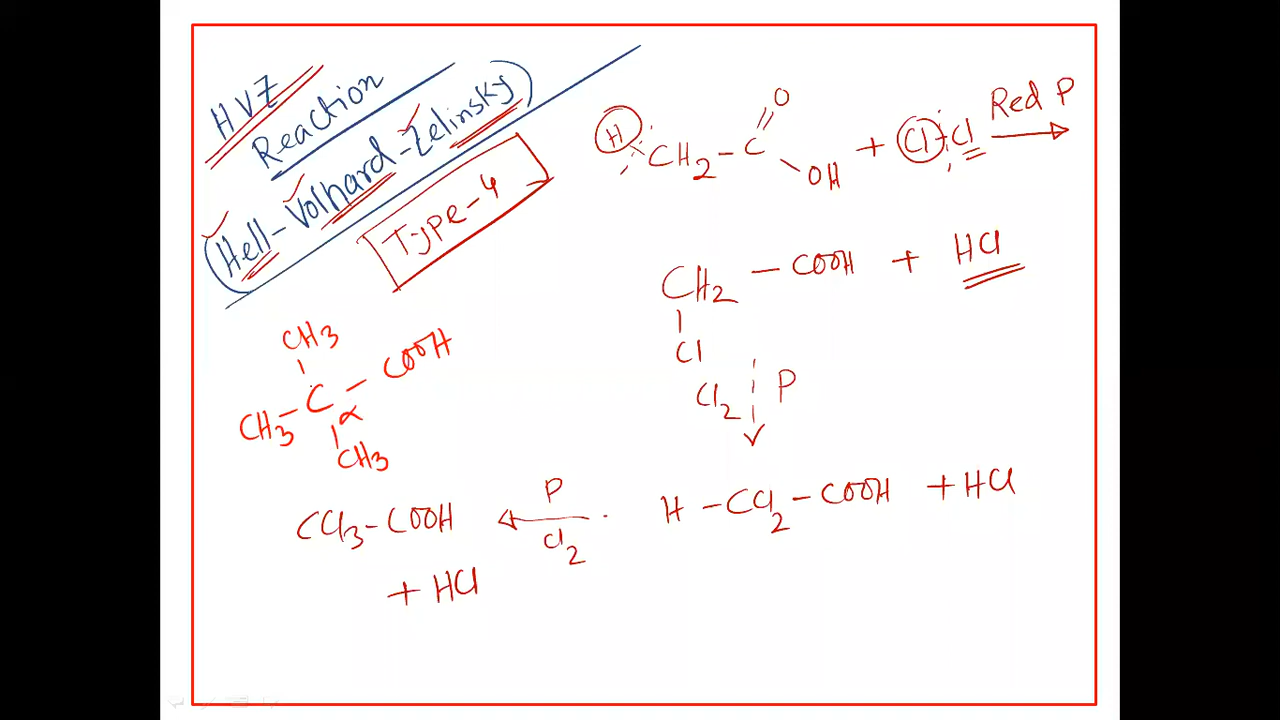 HVZ
Reaction
(Hell-Volhard-Zelinsky)
Type-4
H CH2-C O OH + Cl-Cl Red P
CH2-COOH + HCl
Cl
Cl2 P
H-CCl2-COOH + HCl
P
Cl2
CCl3-COOH
+ HCl
CH3
CH3-C-COOH
α
CH3